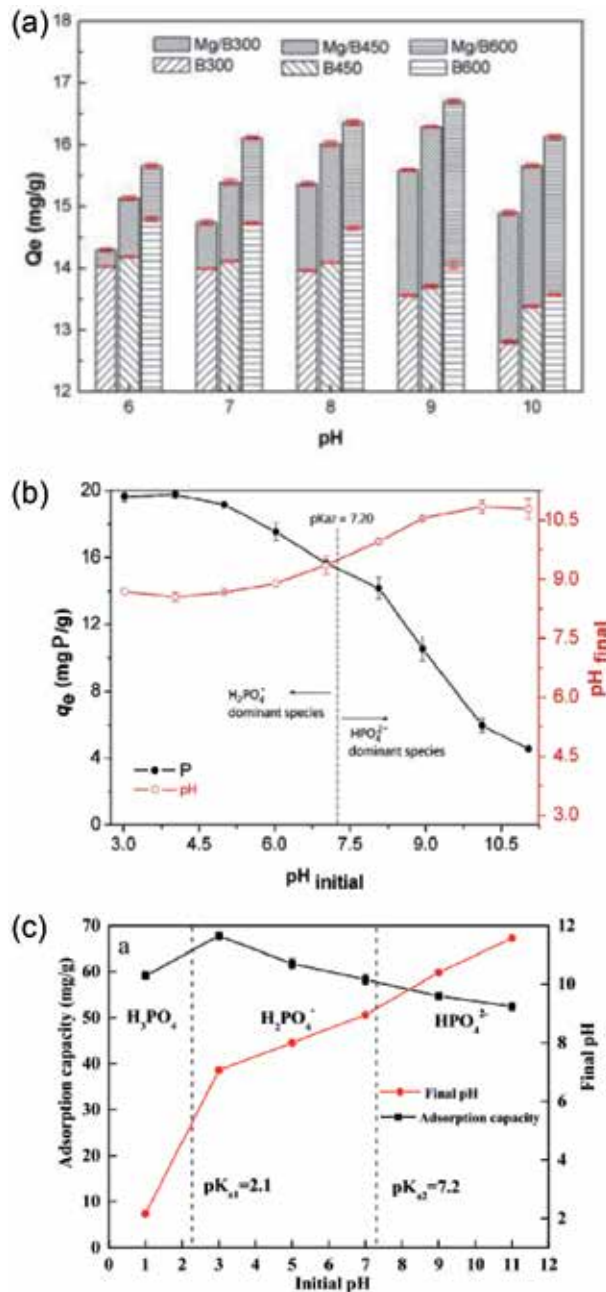 (a)
18
17
16
15
14
13
12
Qe (mg/g)
Mg/B300 Mg/B450 Mg/B600
B300 B450 B600
6 7 8 9 10
pH
(b)
20
16
12
8
4
0
qe (mg P/g)
pKa2 = 7.20
H₂PO₄⁻
dominant species
HPO₄²⁻
dominant species
P
pH
10.5
9.0
7.5
6.0
4.5
3.0
pH final
3.0 4.5 6.0 7.5 9.0 10.5
pH initial
(c)
70
60
50
40
30
20
10
0
Adsorption capacity (mg/g)
a
H₃PO₄ H₂PO₄⁻ HPO₄²⁻
Final pH
Adsorption capacity
pKa1=2.1 pKa2=7.2
12
10
8
6
4
2
Final pH
0 1 2 3 4 5 6 7 8 9 10 11 12
Initial pH